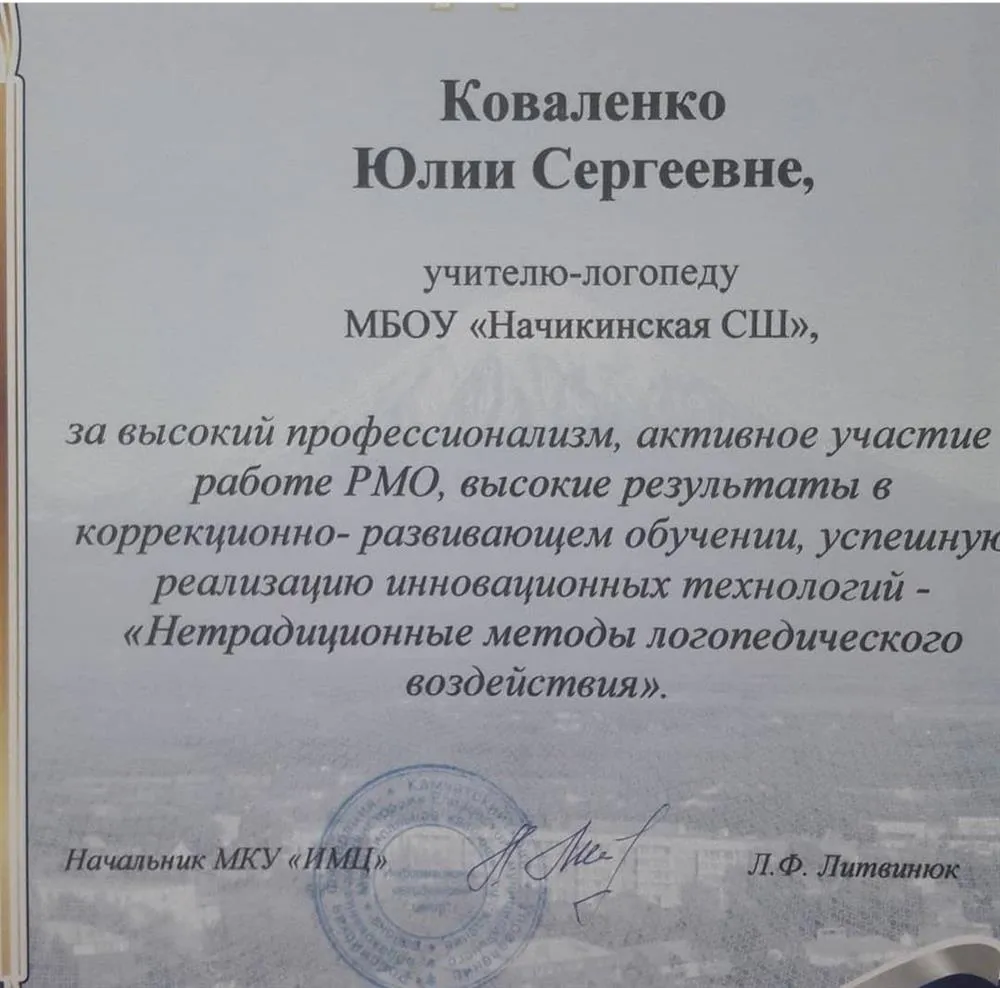 Коваленко
Юлии Сергеевне,
учителю-логопеду
МБОУ «Начикинская СШ»,
за высокий профессионализм, активное участие
работе РМО, высокие результаты в
коррекционно- развивающем обучении, успешную
реализацию инновационных технологий -
«Нетрадиционные методы логопедического
воздействия».
Начальник МКУ «ИМЦ»
Л.Ф. Литвинюк